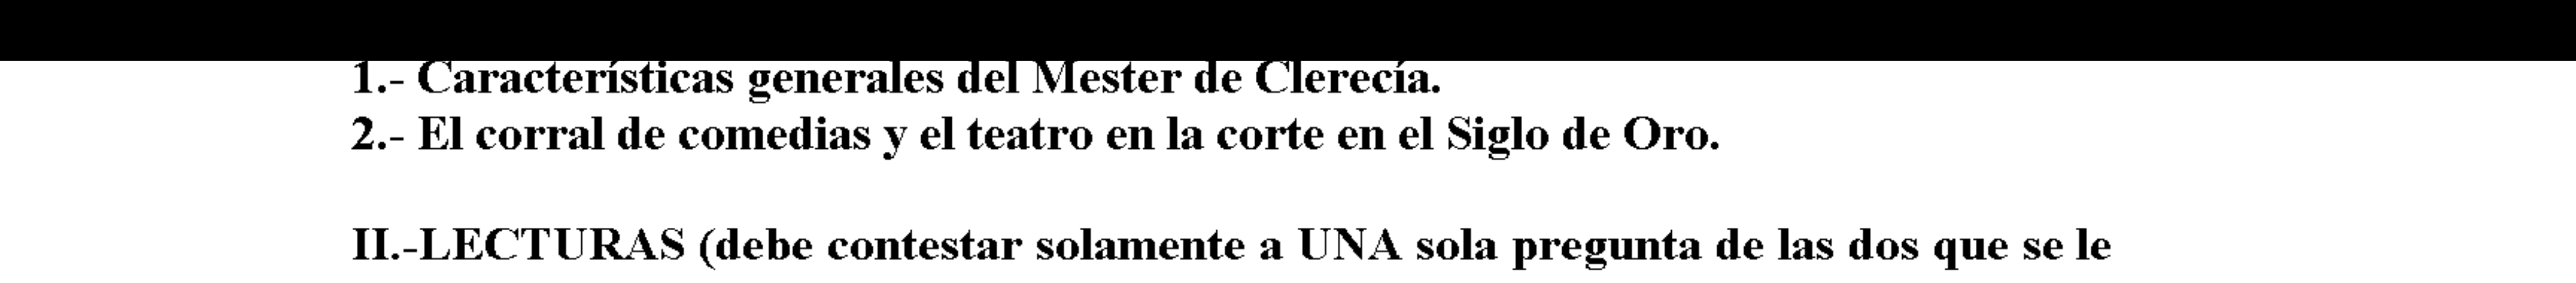 1.- Características generales del Mester de Clerecía.
2.- El corral de comedias y el teatro en la corte en el Siglo de Oro.
II.-LECTURAS (debe contestar solamente a UNA sola pregunta de las dos que se le